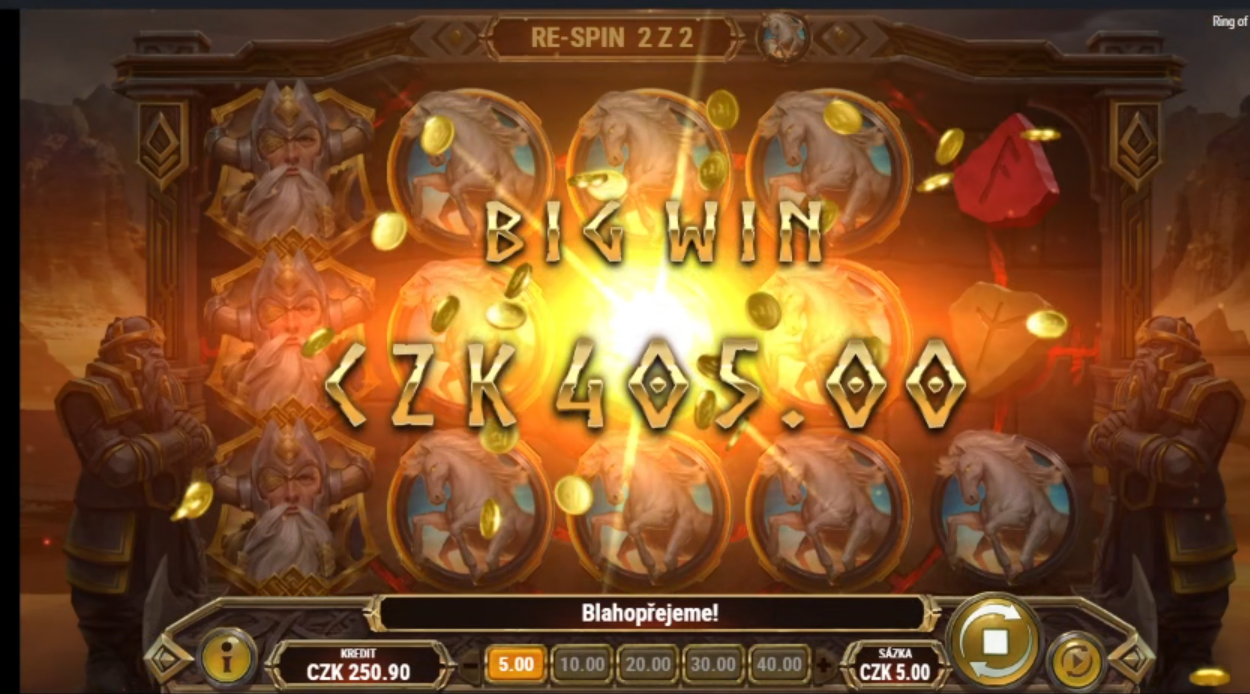 Ring of
RE-SPIN 2 Z 2
BIG WIN
CZK 405.00
Blahopřejeme!
KREDIT
CZK 250.90
- 5.00 10.00 20.00 30.00 40.00 +
SÁZKA
CZK 5.00